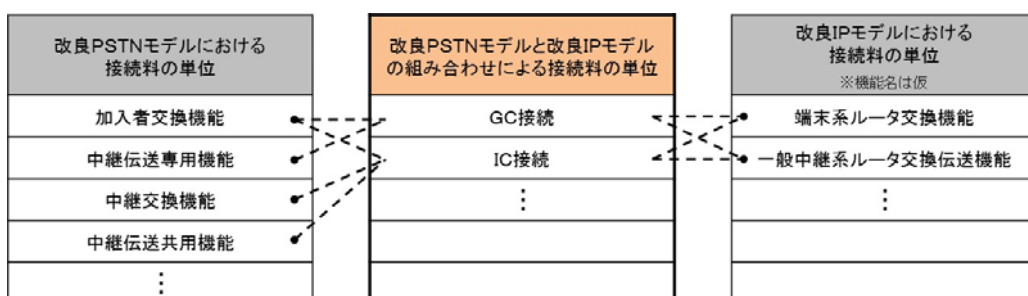 改良PSTNモデルにおける
接続料の単位
加入者交換機能
中継伝送専用機能
中継交換機能
中継伝送共用機能
⋮
改良PSTNモデルと改良IPモデル
の組み合わせによる接続料の単位
GC接続
IC接続
⋮
改良IPモデルにおける
接続料の単位
※機能名は仮
端末系ルータ交換機能
一般中継系ルータ交換伝送機能
⋮